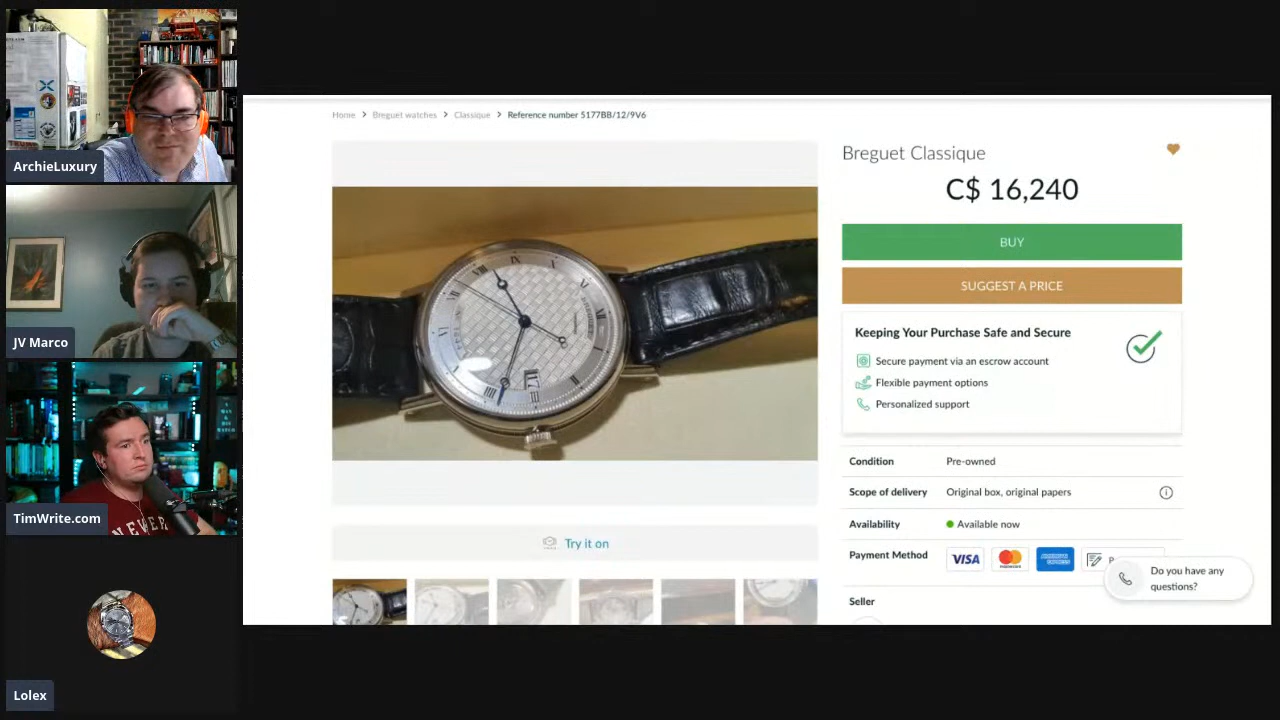 ArchieLuxury
JV Marco
NEVER
TimWrite.com
Lolex
Home > Breguet watches > Classique > Reference number 5177BB/12/9V6
Breguet Classique
C$ 16,240
BUY
SUGGEST A PRICE
Keeping Your Purchase Safe and Secure
Secure payment via an escrow account
Flexible payment options
Personalized support
Condition Pre-owned
Scope of delivery Original box, original papers
Availability Available now
Payment Method VISA
Do you have any
questions?
Seller
Try it on